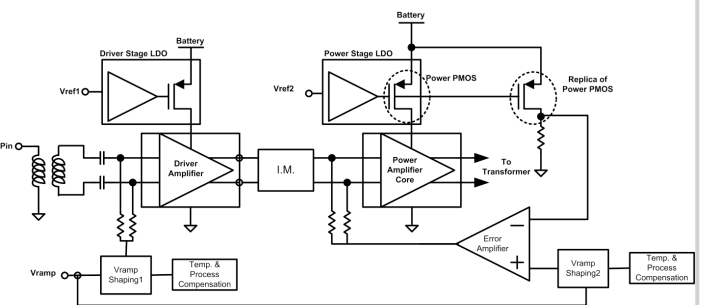 Battery
Battery
Driver Stage LDO
Power Stage LDO
Vref1
Vref2
Power PMOS
Replica of
Power PMOS
Pin
Driver
Amplifier
I.M.
Power
Amplifier
Core
To
Transformer
Error
Amplifier
−
+
Vramp
Vramp
Shaping1
Temp. &
Process
Compensation
Vramp
Shaping2
Temp. &
Process
Compensation